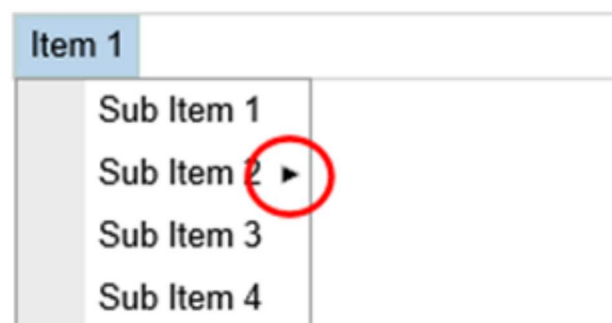 Item 1
Sub Item 1
Sub Item 2 ►
Sub Item 3
Sub Item 4